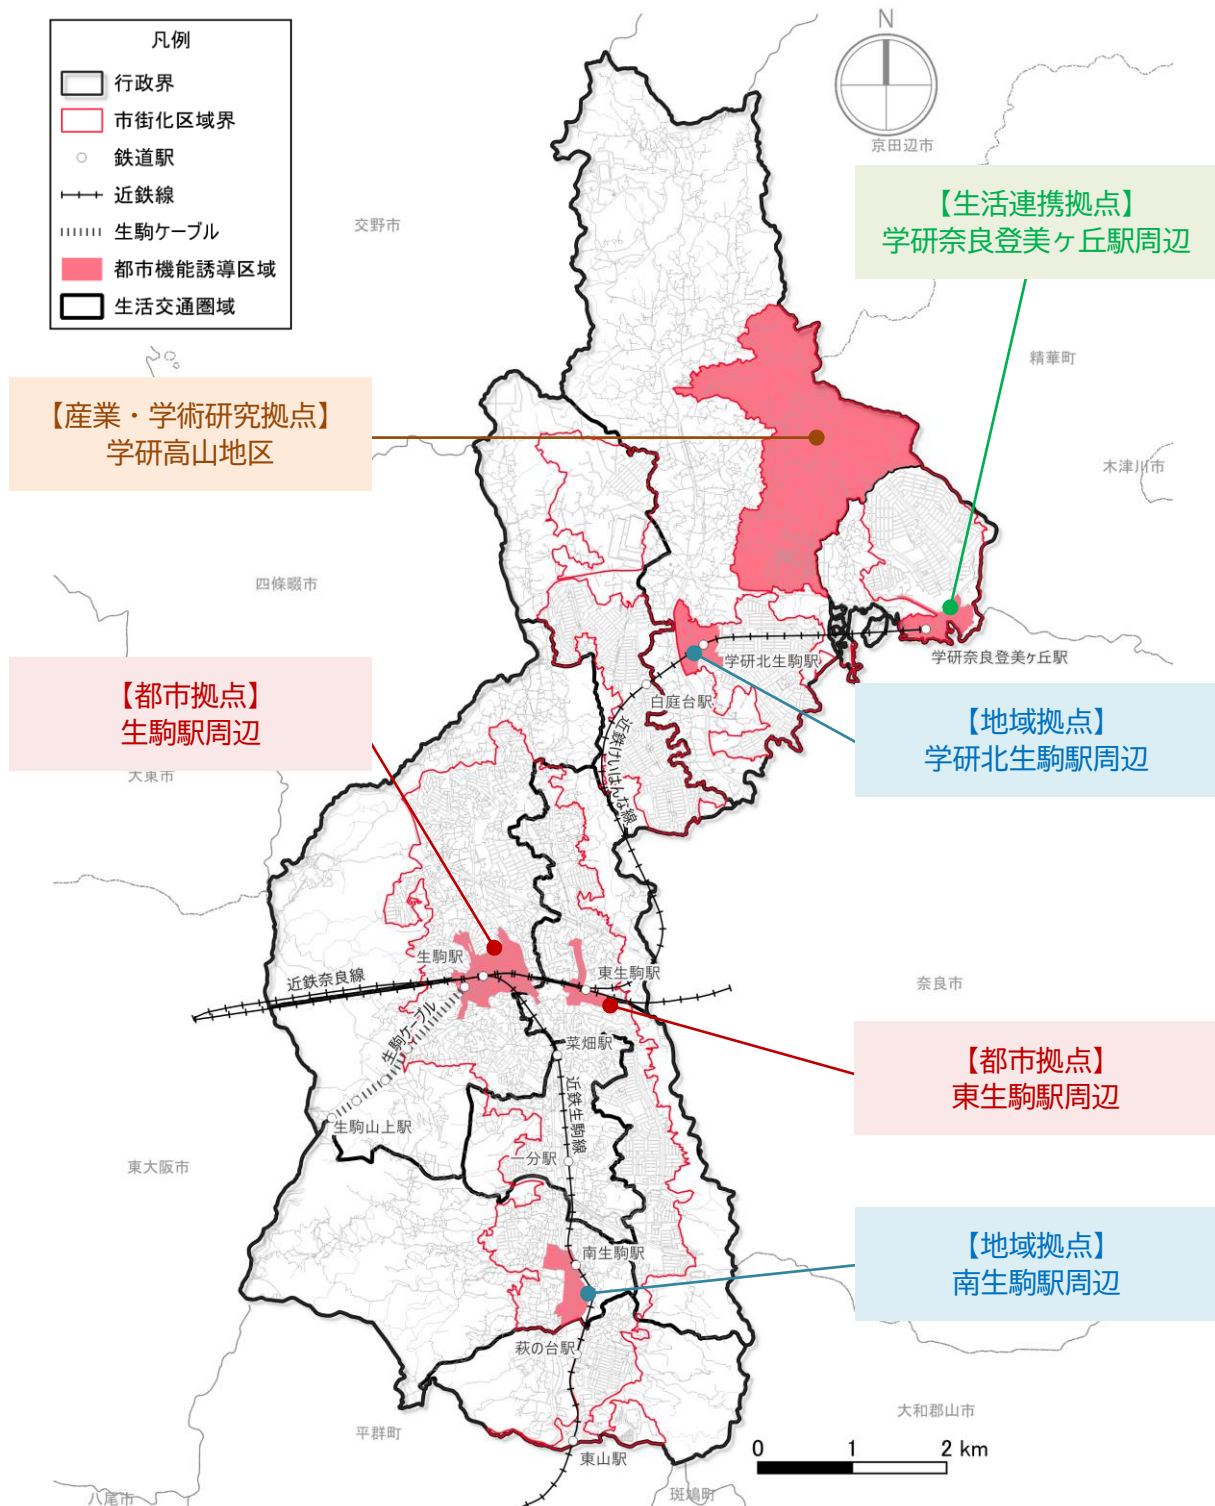 凡例
行政界
市街化区域界
鉄道駅
近鉄線
生駒ケーブル
都市機能誘導区域
生活交通圏域
N
京田辺市
交野市
【生活連携拠点】
学研奈良登美ヶ丘駅周辺
精華町
【産業・学術研究拠点】
学研高山地区
木津川市
四條畷市
学研北生駒駅
学研奈良登美ヶ丘駅
【都市拠点】
生駒駅周辺
白庭台駅
【地域拠点】
学研北生駒駅周辺
近鉄けいはんな線
大東市
生駒駅
東生駒駅
近鉄奈良線
奈良市
生駒ケーブル
菜畑駅
【都市拠点】
東生駒駅周辺
近鉄生駒線
生駒山上駅
一分駅
東大阪市
南生駒駅
【地域拠点】
南生駒駅周辺
萩の台駅
大和郡山市
平群町
東山駅
0 1 2 km
八尾市
斑鳩町